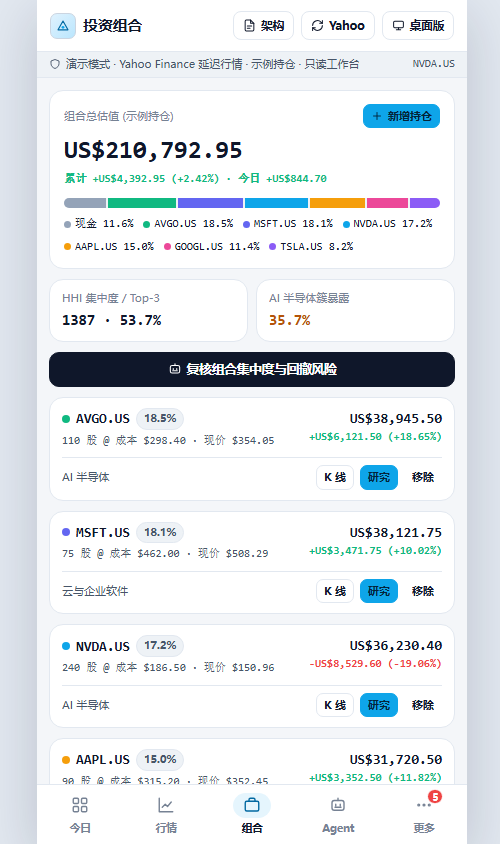 投资组合
架构
Yahoo
桌面版
演示模式 · Yahoo Finance 延迟行情 · 示例持仓 · 只读工作台
NVDA.US
组合总估值 (示例持仓)
+ 新增持仓
US$210,792.95
累计 +US$4,392.95 (+2.42%) · 今日 +US$844.70
现金 11.6% AVGO.US 18.5% MSFT.US 18.1% NVDA.US 17.2%
AAPL.US 15.0% GOOGL.US 11.4% TSLA.US 8.2%
HHI 集中度 / Top-3
1387 · 53.7%
AI 半导体簇暴露
35.7%
复核组合集中度与回撤风险
AVGO.US 18.5% US$38,945.50
110 股 @ 成本 $298.40 · 现价 $354.05 +US$6,121.50 (+18.65%)
AI 半导体 K 线 研究 移除
MSFT.US 18.1% US$38,121.75
75 股 @ 成本 $462.00 · 现价 $508.29 +US$3,471.75 (+10.02%)
云与企业软件 K 线 研究 移除
NVDA.US 17.2% US$36,230.40
240 股 @ 成本 $186.50 · 现价 $150.96 -US$8,529.60 (-19.06%)
AI 半导体 K 线 研究 移除
AAPL.US 15.0% US$31,720.50
90 股 @ 成本 $315.20 · 现价 $352.45 +US$3,352.50 (+11.82%)
5
今日 行情 组合 Agent 更多